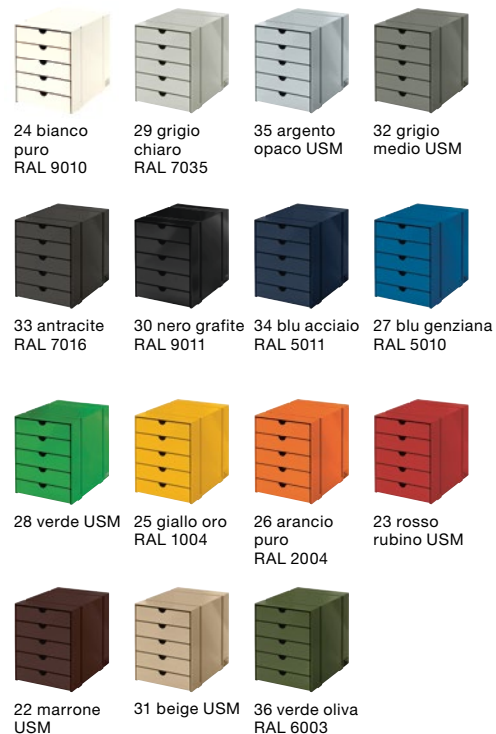 24 bianco
puro
RAL 9010
29 grigio
chiaro
RAL 7035
35 argento
opaco USM
32 grigio
medio USM
33 antracite
RAL 7016
30 nero grafite
RAL 9011
34 blu acciaio
RAL 5011
27 blu genziana
RAL 5010
28 verde USM
25 giallo oro
RAL 1004
26 arancio
puro
RAL 2004
23 rosso
rubino USM
22 marrone
USM
31 beige USM
36 verde oliva
RAL 6003